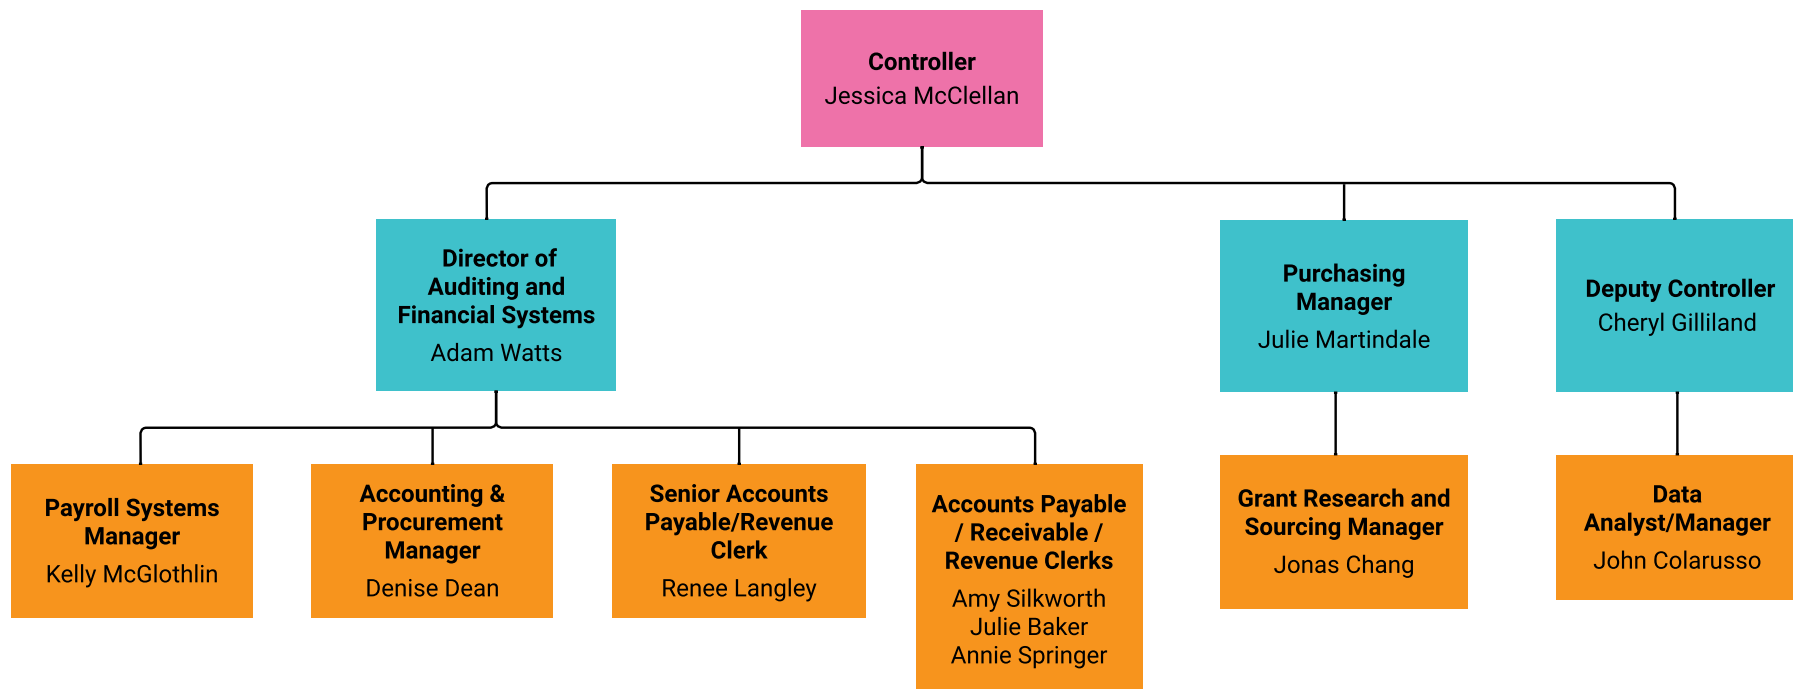 Controller
Jessica McClellan
Director of
Auditing and
Financial Systems
Adam Watts
Purchasing
Manager
Julie Martindale
Deputy Controller
Cheryl Gilliland
Payroll Systems
Manager
Kelly McGlothlin
Accounting &
Procurement
Manager
Denise Dean
Senior Accounts
Payable/Revenue
Clerk
Renee Langley
Accounts Payable
/ Receivable /
Revenue Clerks
Amy Silkworth
Julie Baker
Annie Springer
Grant Research and
Sourcing Manager
Jonas Chang
Data
Analyst/Manager
John Colarusso